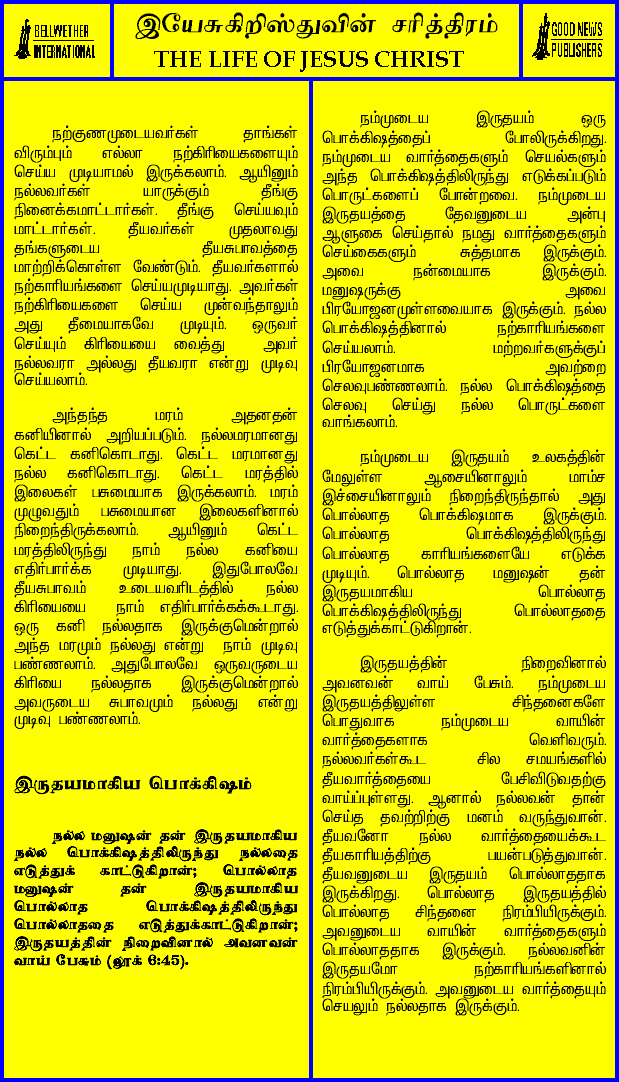 BELLWETHER
INTERNATIONAL
இயேசுகிறிஸ்துவின் சரித்திரம்
THE LIFE OF JESUS CHRIST
GOOD NEWS
PUBLISHERS
நற்குணமுடையவர்கள் தாங்கள்
விரும்பும் எல்லா நற்கிரியைகளையும்
செய்ய முடியாமல் இருக்கலாம். ஆயினும்
நல்லவர்கள் யாருக்கும் தீங்கு
நினைக்கமாட்டார்கள். தீங்கு செய்யவும்
மாட்டார்கள். தீயவர்கள் முதலாவது
தங்களுடைய தீயசுபாவத்தை
மாற்றிக்கொள்ள வேண்டும். தீயவர்களால்
நற்காரியங்களை செய்யமுடியாது. அவர்கள்
நற்கிரியைகளை செய்ய முன்வந்தாலும்
அது தீமையாகவே முடியும். ஒருவர்
செய்யும் கிரியையை வைத்து அவர்
நல்லவரா அல்லது தீயவரா என்று முடிவு
செய்யலாம்.
அந்தந்த மரம் அதனதன்
கனியினால் அறியப்படும். நல்லமரமானது
கெட்ட கனிகொடாது. கெட்ட மரமானது
நல்ல கனிகொடாது. கெட்ட மரத்தில்
இலைகள் பசுமையாக இருக்கலாம். மரம்
முழுவதும் பசுமையான இலைகளினால்
நிறைந்திருக்கலாம். ஆயினும் கெட்ட
மரத்திலிருந்து நாம் நல்ல கனியை
எதிர்பார்க்க முடியாது. இதுபோலவே
தீயசுபாவம் உடையவரிடத்தில் நல்ல
கிரியையை நாம் எதிர்பார்க்கக்கூடாது.
ஒரு கனி நல்லதாக இருக்குமென்றால்
அந்த மரமும் நல்லது என்று நாம் முடிவு
பண்ணலாம். அதுபோலவே ஒருவருடைய
கிரியை நல்லதாக இருக்குமென்றால்
அவருடைய சுபாவமும் நல்லது என்று
முடிவு பண்ணலாம்.
இருதயமாகிய பொக்கிஷம்
நல்ல மனுஷன் தன் இருதயமாகிய
நல்ல பொக்கிஷத்திலிருந்து நல்லதை
எடுத்துக் காட்டுகிறான்; பொல்லாத
மனுஷன் தன் இருதயமாகிய
பொல்லாத பொக்கிஷத்திலிருந்து
பொல்லாததை எடுத்துக்காட்டுகிறான்;
இருதயத்தின் நிறைவினால் அவனவன்
வாய் பேசும் (லூக் 6:45).
நம்முடைய இருதயம் ஒரு
பொக்கிஷத்தைப் போலிருக்கிறது.
நம்முடைய வார்த்தைகளும் செயல்களும்
அந்த பொக்கிஷத்திலிருந்து எடுக்கப்படும்
பொருட்களைப் போன்றவை. நம்முடைய
இருதயத்தை தேவனுடைய அன்பு
ஆளுகை செய்தால் நமது வார்த்தைகளும்
செய்கைகளும் சுத்தமாக இருக்கும்.
அவை நன்மையாக இருக்கும்.
மனுஷருக்கு அவை
பிரயோஜனமுள்ளவையாக இருக்கும். நல்ல
பொக்கிஷத்தினால் நற்காரியங்களை
செய்யலாம். மற்றவர்களுக்குப்
பிரயோஜனமாக அவற்றை
செலவுபண்ணலாம். நல்ல பொக்கிஷத்தை
செலவு செய்து நல்ல பொருட்களை
வாங்கலாம்.
நம்முடைய இருதயம் உலகத்தின்
மேலுள்ள ஆசையினாலும் மாம்ச
இச்சையினாலும் நிறைந்திருந்தால் அது
பொல்லாத பொக்கிஷமாக இருக்கும்.
பொல்லாத பொக்கிஷத்திலிருந்து
பொல்லாத காரியங்களையே எடுக்க
முடியும். பொல்லாத மனுஷன் தன்
இருதயமாகிய பொல்லாத
பொக்கிஷத்திலிருந்து பொல்லாததை
எடுத்துக்காட்டுகிறான்.
இருதயத்தின் நிறைவினால்
அவனவன் வாய் பேசும். நம்முடைய
இருதயத்திலுள்ள சிந்தனைகளே
பொதுவாக நம்முடைய வாயின்
வார்த்தைகளாக வெளிவரும்.
நல்லவர்கள்கூட சில சமயங்களில்
தீயவார்த்தையை பேசிவிடுவதற்கு
வாய்ப்புள்ளது. ஆனால் நல்லவன் தான்
செய்த தவற்றிற்கு மனம் வருந்துவான்.
தீயவனோ நல்ல வார்த்தையைக்கூட
தீயகாரியத்திற்கு பயன்படுத்துவான்.
தீயவனுடைய இருதயம் பொல்லாததாக
இருக்கிறது. பொல்லாத இருதயத்தில்
பொல்லாத சிந்தனை நிரம்பியிருக்கும்.
அவனுடைய வாயின் வார்த்தைகளும்
பொல்லாததாக இருக்கும். நல்லவனின்
இருதயமோ நற்காரியங்களினால்
நிரம்பியிருக்கும். அவனுடைய வார்த்தையும்
செயலும் நல்லதாக இருக்கும்.